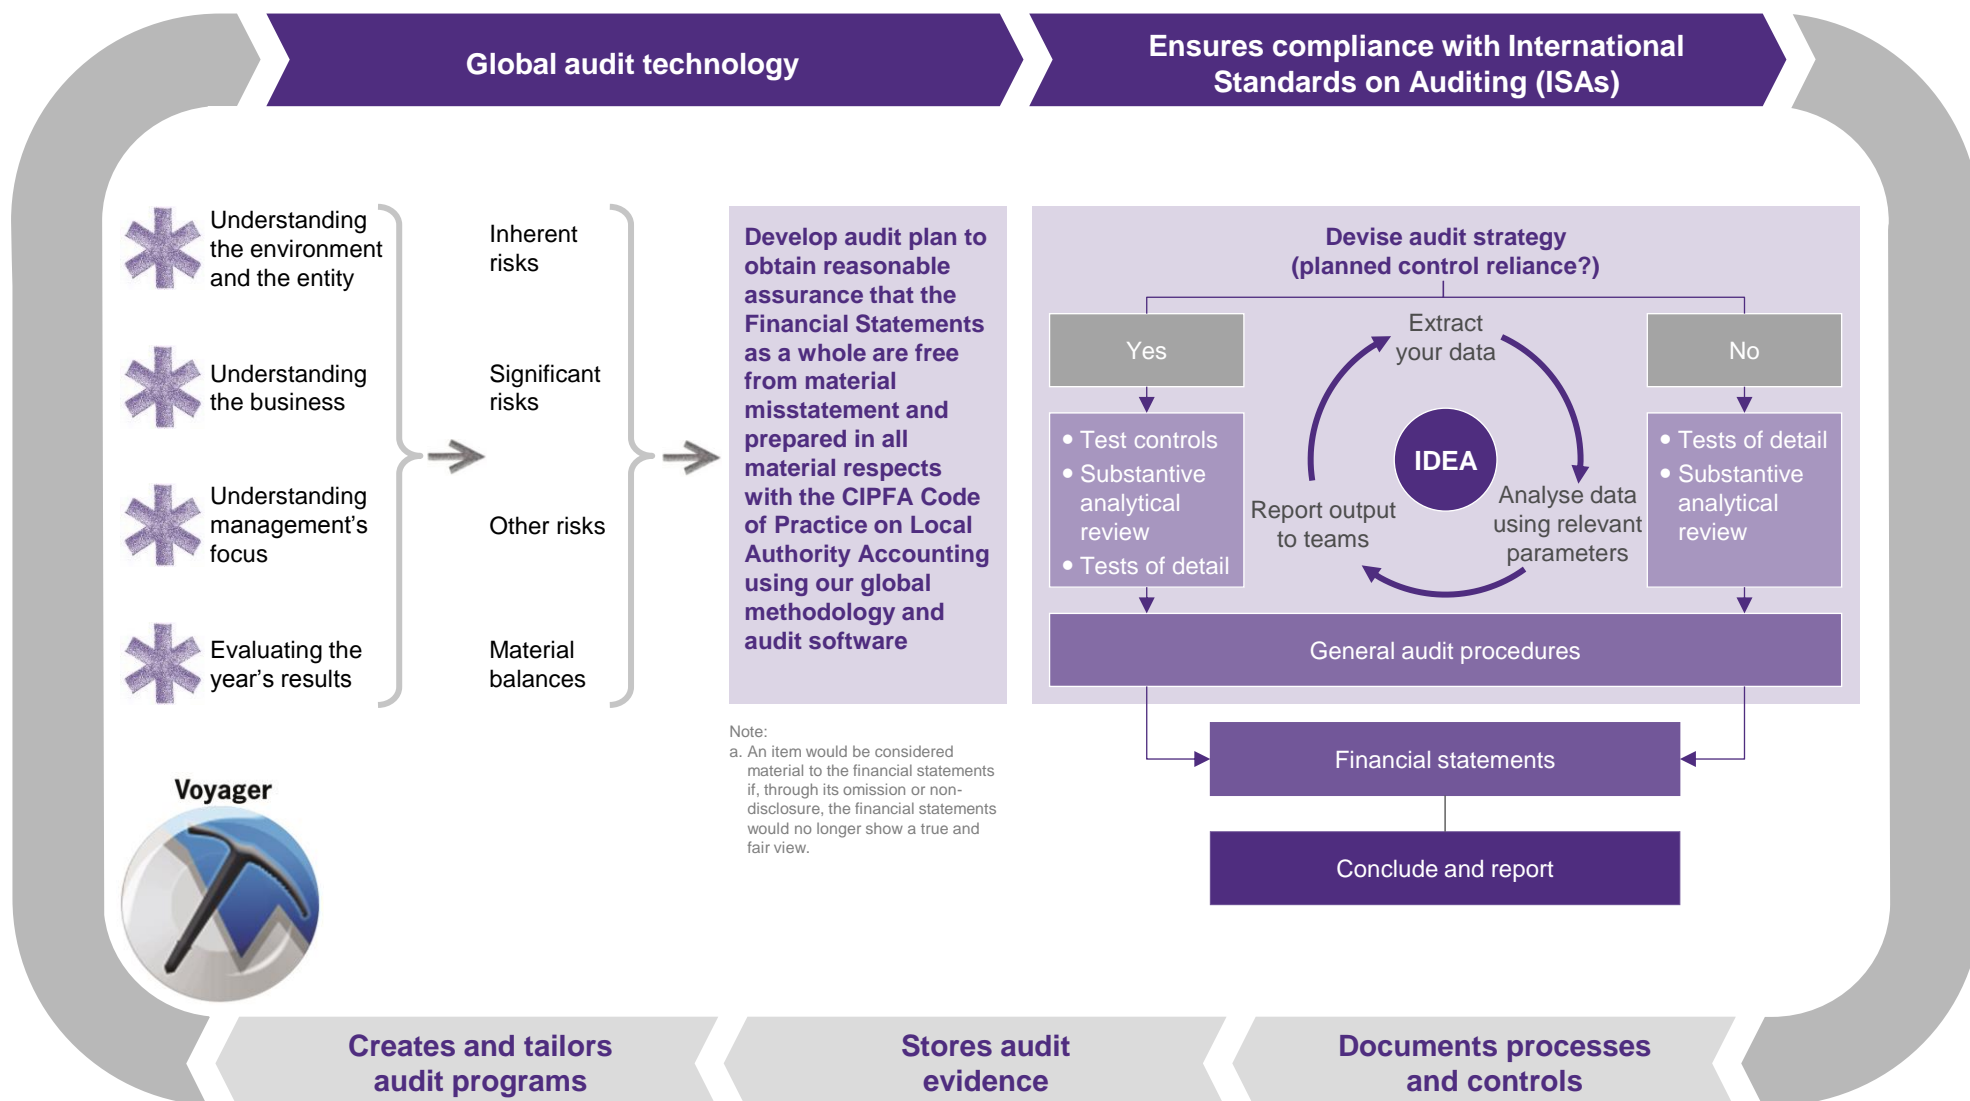 Global audit technology
Ensures compliance with International
Standards on Auditing (ISAs)
Understanding
the environment
and the entity
Understanding
the business
Understanding
management's
focus
Evaluating the
year's results
Inherent
risks
Significant
risks
Other risks
Material
balances
Develop audit plan to
obtain reasonable
assurance that the
Financial Statements
as a whole are free
from material
misstatement and
prepared in all
material respects
with the CIPFA Code
of Practice on Local
Authority Accounting
using our global
methodology and
audit software
Note:
a. An item would be considered
material to the financial statements
if, through its omission or non-
disclosure, the financial statements
would no longer show a true and
fair view.
Devise audit strategy
(planned control reliance?)
Yes
• Test controls
• Substantive
analytical
review
• Tests of detail
Extract
your data
IDEA
Analyse data
using relevant
parameters
Report output
to teams
No
• Tests of detail
• Substantive
analytical
review
General audit procedures
Financial statements
Conclude and report
Voyager
Creates and tailors
audit programs
Stores audit
evidence
Documents processes
and controls